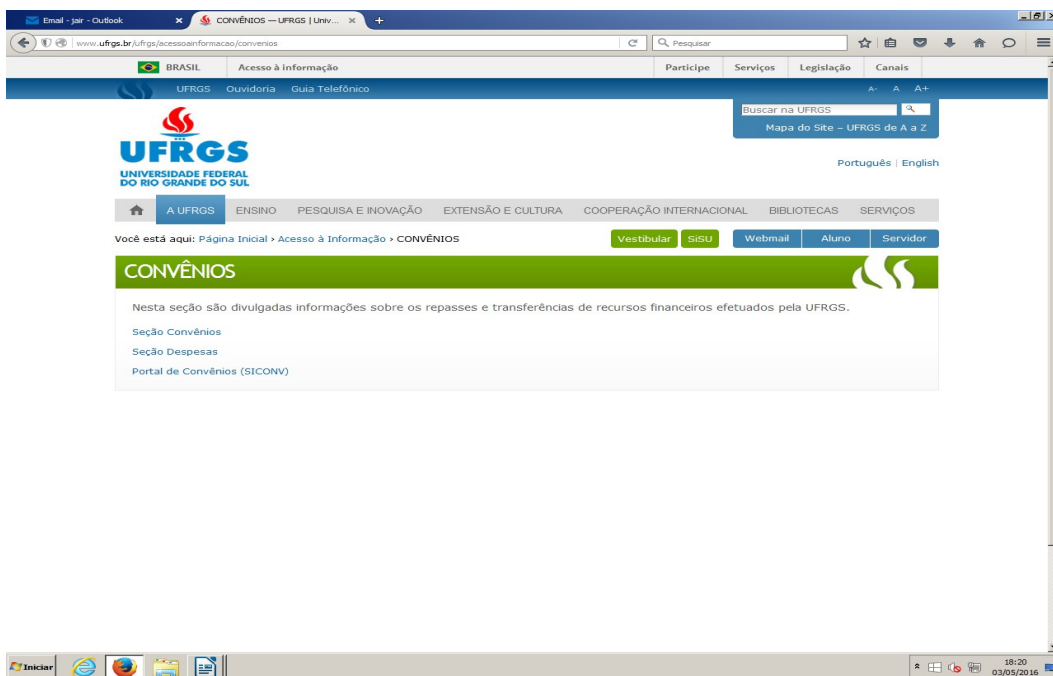 Email - jair - Outlook
CONVÊNIOS — UFRGS | Univ...
www.ufrgs.br/ufrgs/acessoainformacao/convenios
Pesquisar
BRASIL Acesso à informação Participe Serviços Legislação Canais
UFRGS Ouvidoria Guia Telefônico A- A A+
Buscar na UFRGS
Mapa do Site – UFRGS de A a Z
UFRGS
UNIVERSIDADE FEDERAL
DO RIO GRANDE DO SUL
Português | English
A UFRGS ENSINO PESQUISA E INOVAÇÃO EXTENSÃO E CULTURA COOPERAÇÃO INTERNACIONAL BIBLIOTECAS SERVIÇOS
Você está aqui: Página Inicial › Acesso à Informação › CONVÊNIOS Vestibular SiSU Webmail Aluno Servidor
CONVÊNIOS
Nesta seção são divulgadas informações sobre os repasses e transferências de recursos financeiros efetuados pela UFRGS.
Seção Convênios
Seção Despesas
Portal de Convênios (SICONV)
Iniciar
18:20
03/05/2016